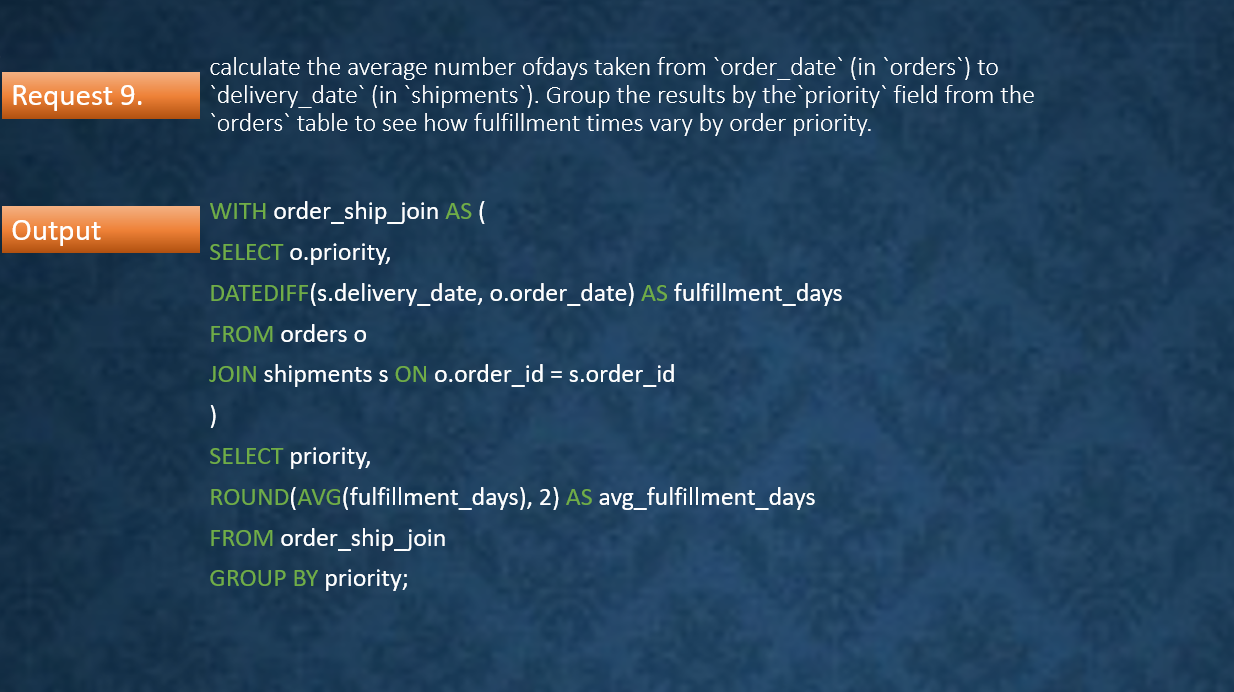 Request 9.
calculate the average number ofdays taken from `order_date` (in `orders`) to
`delivery_date` (in `shipments`). Group the results by the`priority` field from the
`orders` table to see how fulfillment times vary by order priority.
Output
WITH order_ship_join AS (
SELECT o.priority,
DATEDIFF(s.delivery_date, o.order_date) AS fulfillment_days
FROM orders o
JOIN shipments s ON o.order_id = s.order_id
)
SELECT priority,
ROUND(AVG(fulfillment_days), 2) AS avg_fulfillment_days
FROM order_ship_join
GROUP BY priority;